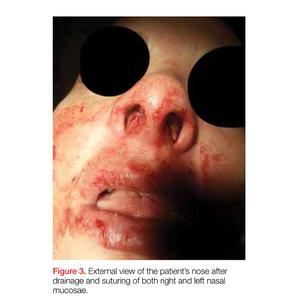 Figure 3. External view of the patient's nose after
drainage and suturing of both right and left nasal
mucosae.